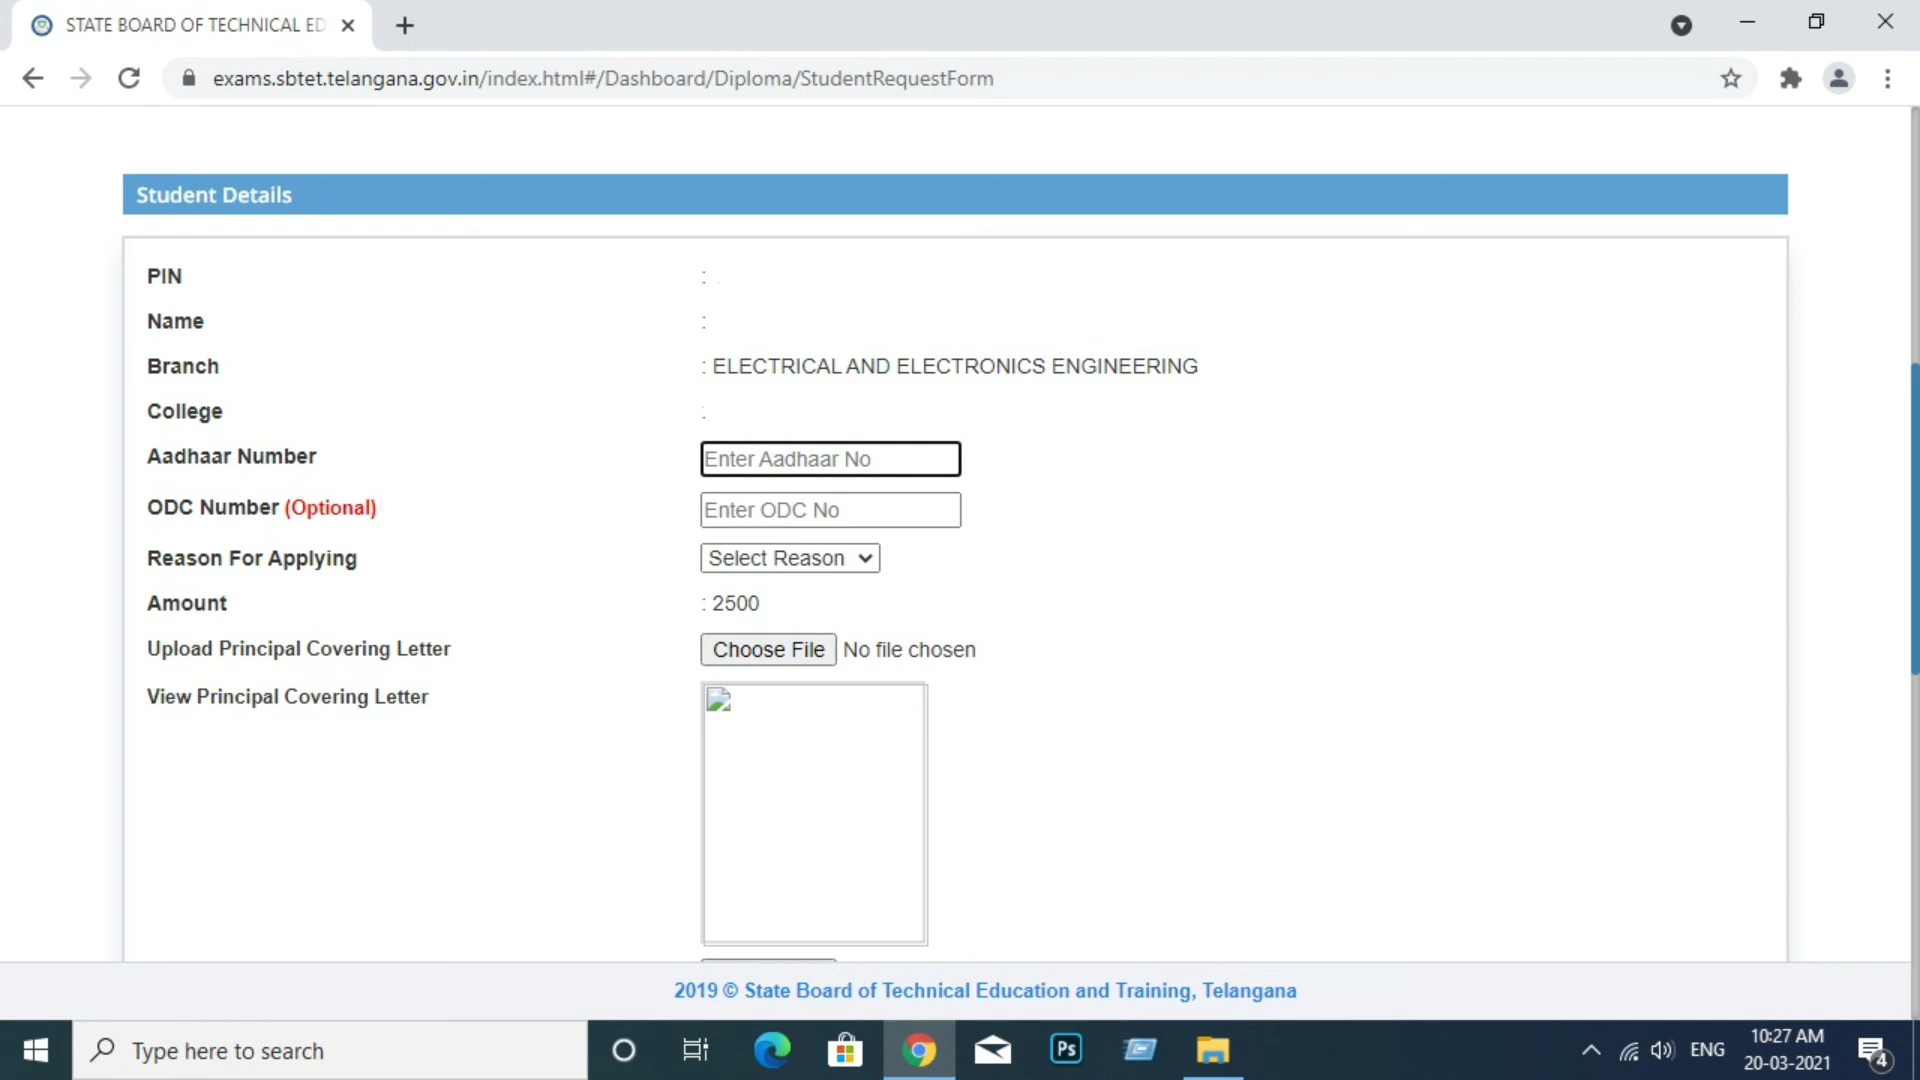 STATE BOARD OF TECHNICAL ED
exams.sbtet.telangana.gov.in/index.html#/Dashboard/Diploma/StudentRequestForm
Student Details
PIN :
Name :
Branch : ELECTRICAL AND ELECTRONICS ENGINEERING
College :
Aadhaar Number Enter Aadhaar No
ODC Number (Optional) Enter ODC No
Reason For Applying Select Reason
Amount : 2500
Upload Principal Covering Letter Choose File No file chosen
View Principal Covering Letter
2019 © State Board of Technical Education and Training, Telangana
Type here to search
Ps
ENG
10:27 AM
20-03-2021
4